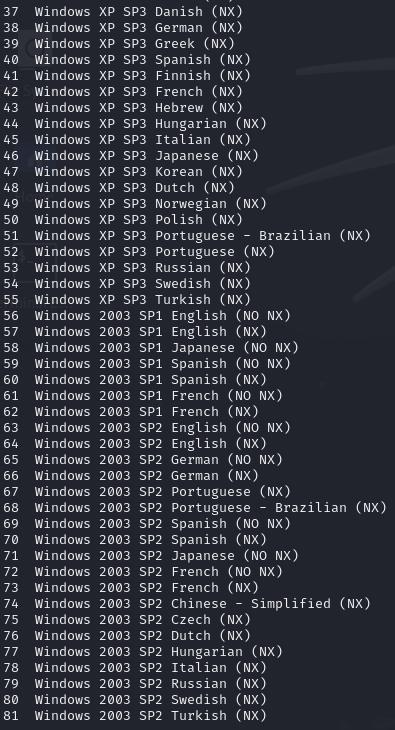 37 Windows XP SP3 Danish (NX)
38 Windows XP SP3 German (NX)
39 Windows XP SP3 Greek (NX)
40 Windows XP SP3 Spanish (NX)
41 Windows XP SP3 Finnish (NX)
42 Windows XP SP3 French (NX)
43 Windows XP SP3 Hebrew (NX)
44 Windows XP SP3 Hungarian (NX)
45 Windows XP SP3 Italian (NX)
46 Windows XP SP3 Japanese (NX)
47 Windows XP SP3 Korean (NX)
48 Windows XP SP3 Dutch (NX)
49 Windows XP SP3 Norwegian (NX)
50 Windows XP SP3 Polish (NX)
51 Windows XP SP3 Portuguese - Brazilian (NX)
52 Windows XP SP3 Portuguese (NX)
53 Windows XP SP3 Russian (NX)
54 Windows XP SP3 Swedish (NX)
55 Windows XP SP3 Turkish (NX)
56 Windows 2003 SP1 English (NO NX)
57 Windows 2003 SP1 English (NX)
58 Windows 2003 SP1 Japanese (NO NX)
59 Windows 2003 SP1 Spanish (NO NX)
60 Windows 2003 SP1 Spanish (NX)
61 Windows 2003 SP1 French (NO NX)
62 Windows 2003 SP1 French (NX)
63 Windows 2003 SP2 English (NO NX)
64 Windows 2003 SP2 English (NX)
65 Windows 2003 SP2 German (NO NX)
66 Windows 2003 SP2 German (NX)
67 Windows 2003 SP2 Portuguese (NX)
68 Windows 2003 SP2 Portuguese - Brazilian (NX)
69 Windows 2003 SP2 Spanish (NO NX)
70 Windows 2003 SP2 Spanish (NX)
71 Windows 2003 SP2 Japanese (NO NX)
72 Windows 2003 SP2 French (NO NX)
73 Windows 2003 SP2 French (NX)
74 Windows 2003 SP2 Chinese - Simplified (NX)
75 Windows 2003 SP2 Czech (NX)
76 Windows 2003 SP2 Dutch (NX)
77 Windows 2003 SP2 Hungarian (NX)
78 Windows 2003 SP2 Italian (NX)
79 Windows 2003 SP2 Russian (NX)
80 Windows 2003 SP2 Swedish (NX)
81 Windows 2003 SP2 Turkish (NX)